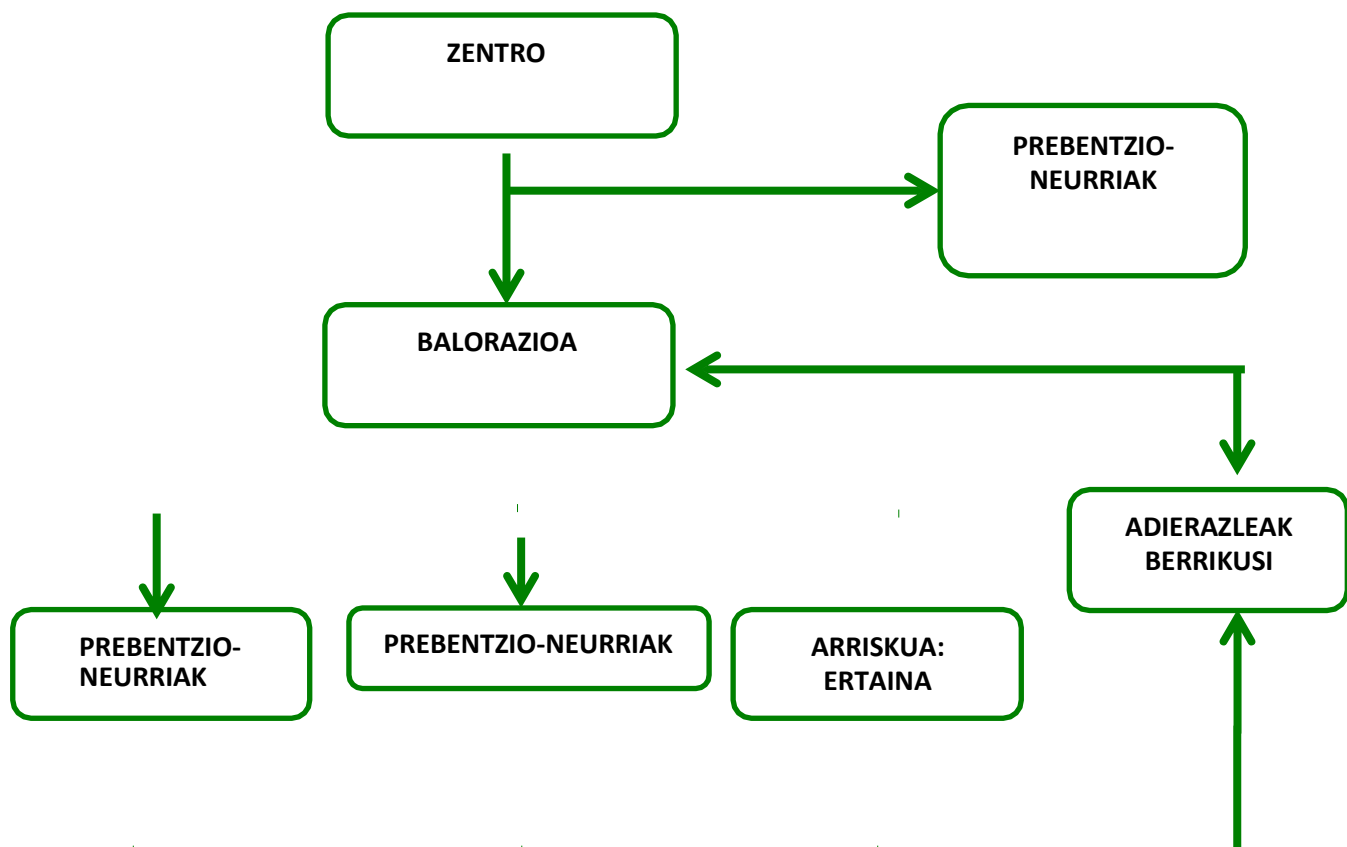 ZENTRO
PREBENTZIO-
NEURRIAK
BALORAZIOA
ADIERAZLEAK
BERRIKUSI
PREBENTZIO-
NEURRIAK
PREBENTZIO-NEURRIAK
ARRISKUA:
ERTAINA